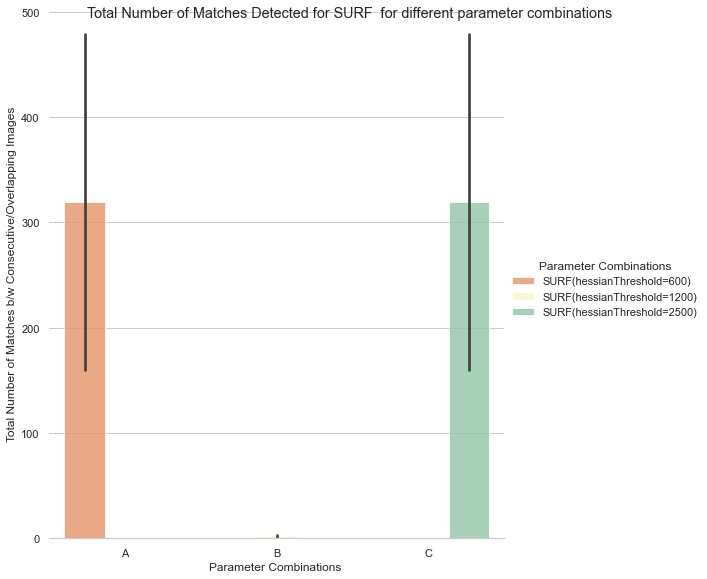 Total Number of Matches Detected for SURF  for different parameter combinations
500
400
300
200
100
0
Total Number of Matches b/w Consecutive/Overlapping Images
A
B
C
Parameter Combinations
Parameter Combinations
SURF(hessianThreshold=600)
SURF(hessianThreshold=1200)
SURF(hessianThreshold=2500)